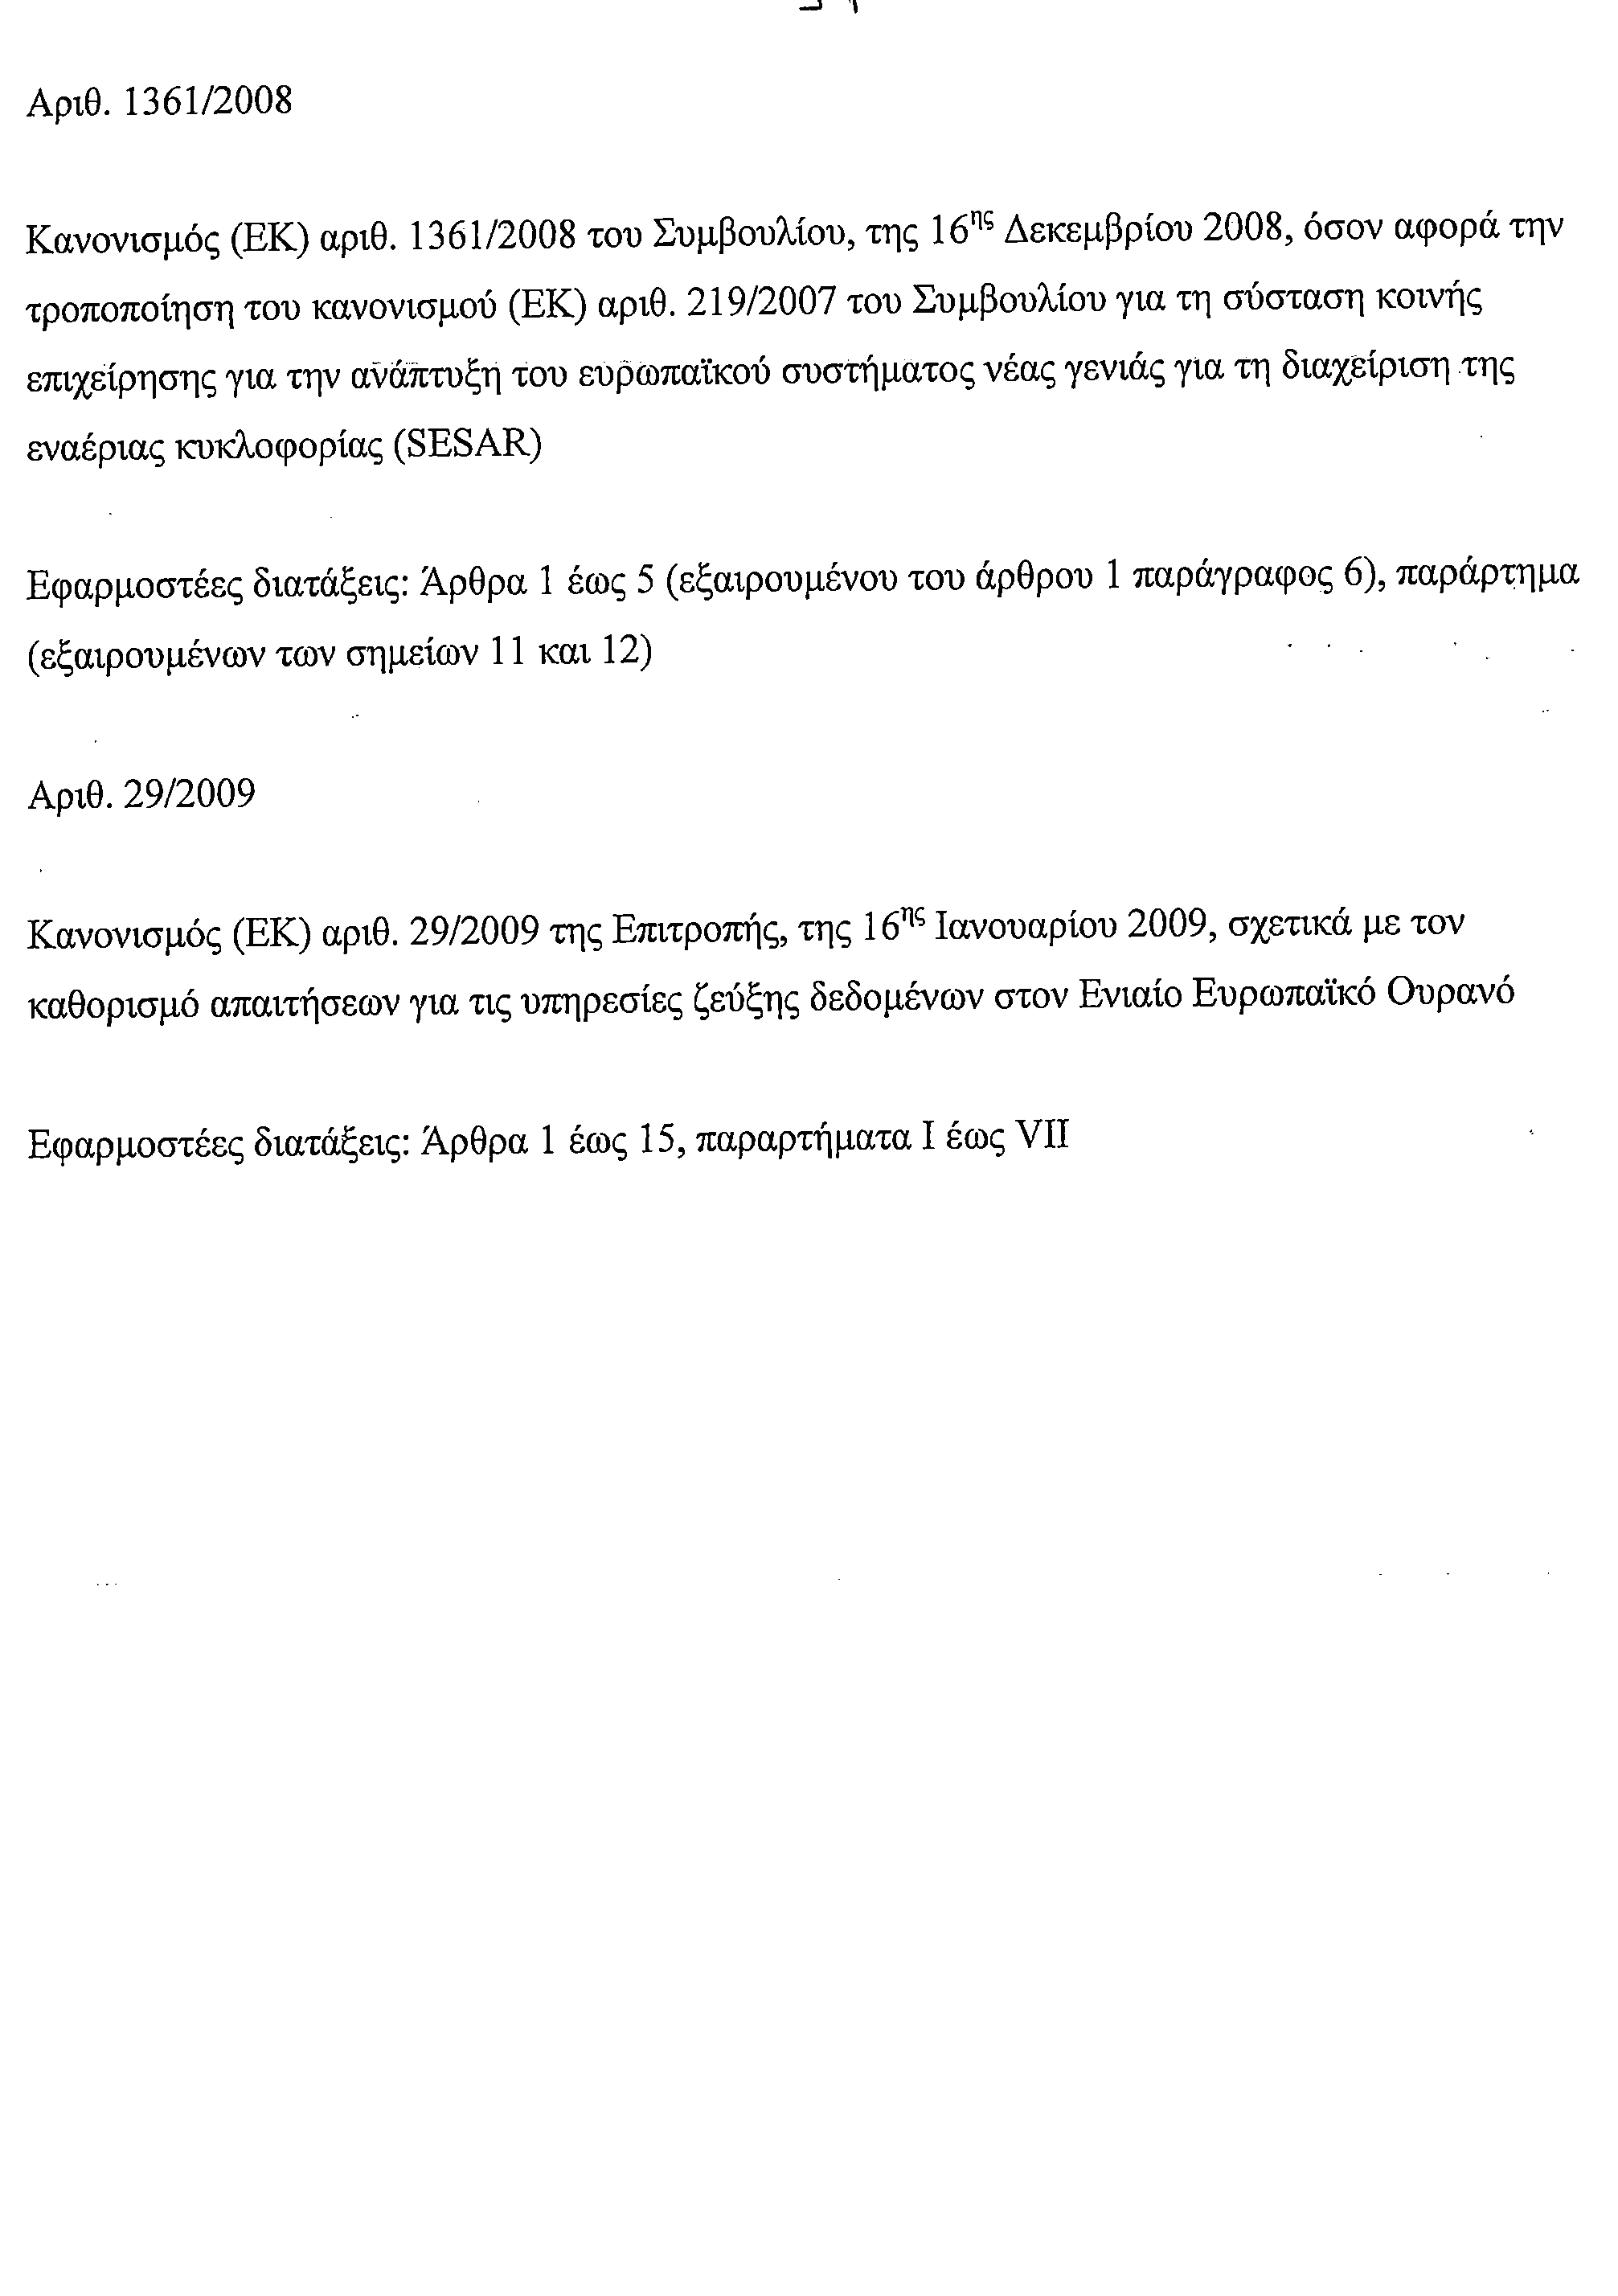 Αριθ. 1361/2008
Κανονισμός (ΕΚ) αριθ. 1361/2008 του Συμβουλίου, της 16ης Δεκεμβρίου 2008, όσον αφορά την
τροποποίηση του κανονισμού (ΕΚ) αριθ. 219/2007 του Συμβουλίου για τη σύσταση κοινής
επιχείρησης για την ανάπτυξη του ευρωπαϊκού συστήματος νέας γενιάς για τη διαχείριση της
εναέριας κυκλοφορίας (SESAR)
Εφαρμοστέες διατάξεις: Άρθρα 1 έως 5 (εξαιρουμένου του άρθρου 1 παράγραφος 6), παράρτημα
(εξαιρουμένων των σημείων 11 και 12)
Αριθ. 29/2009
Κανονισμός (ΕΚ) αριθ. 29/2009 της Επιτροπής, της 16ης Ιανουαρίου 2009, σχετικά με τον
καθορισμό απαιτήσεων για τις υπηρεσίες ζεύξης δεδομένων στον Ενιαίο Ευρωπαϊκό Ουρανό
Εφαρμοστέες διατάξεις: Άρθρα 1 έως 15, παραρτήματα I έως VII